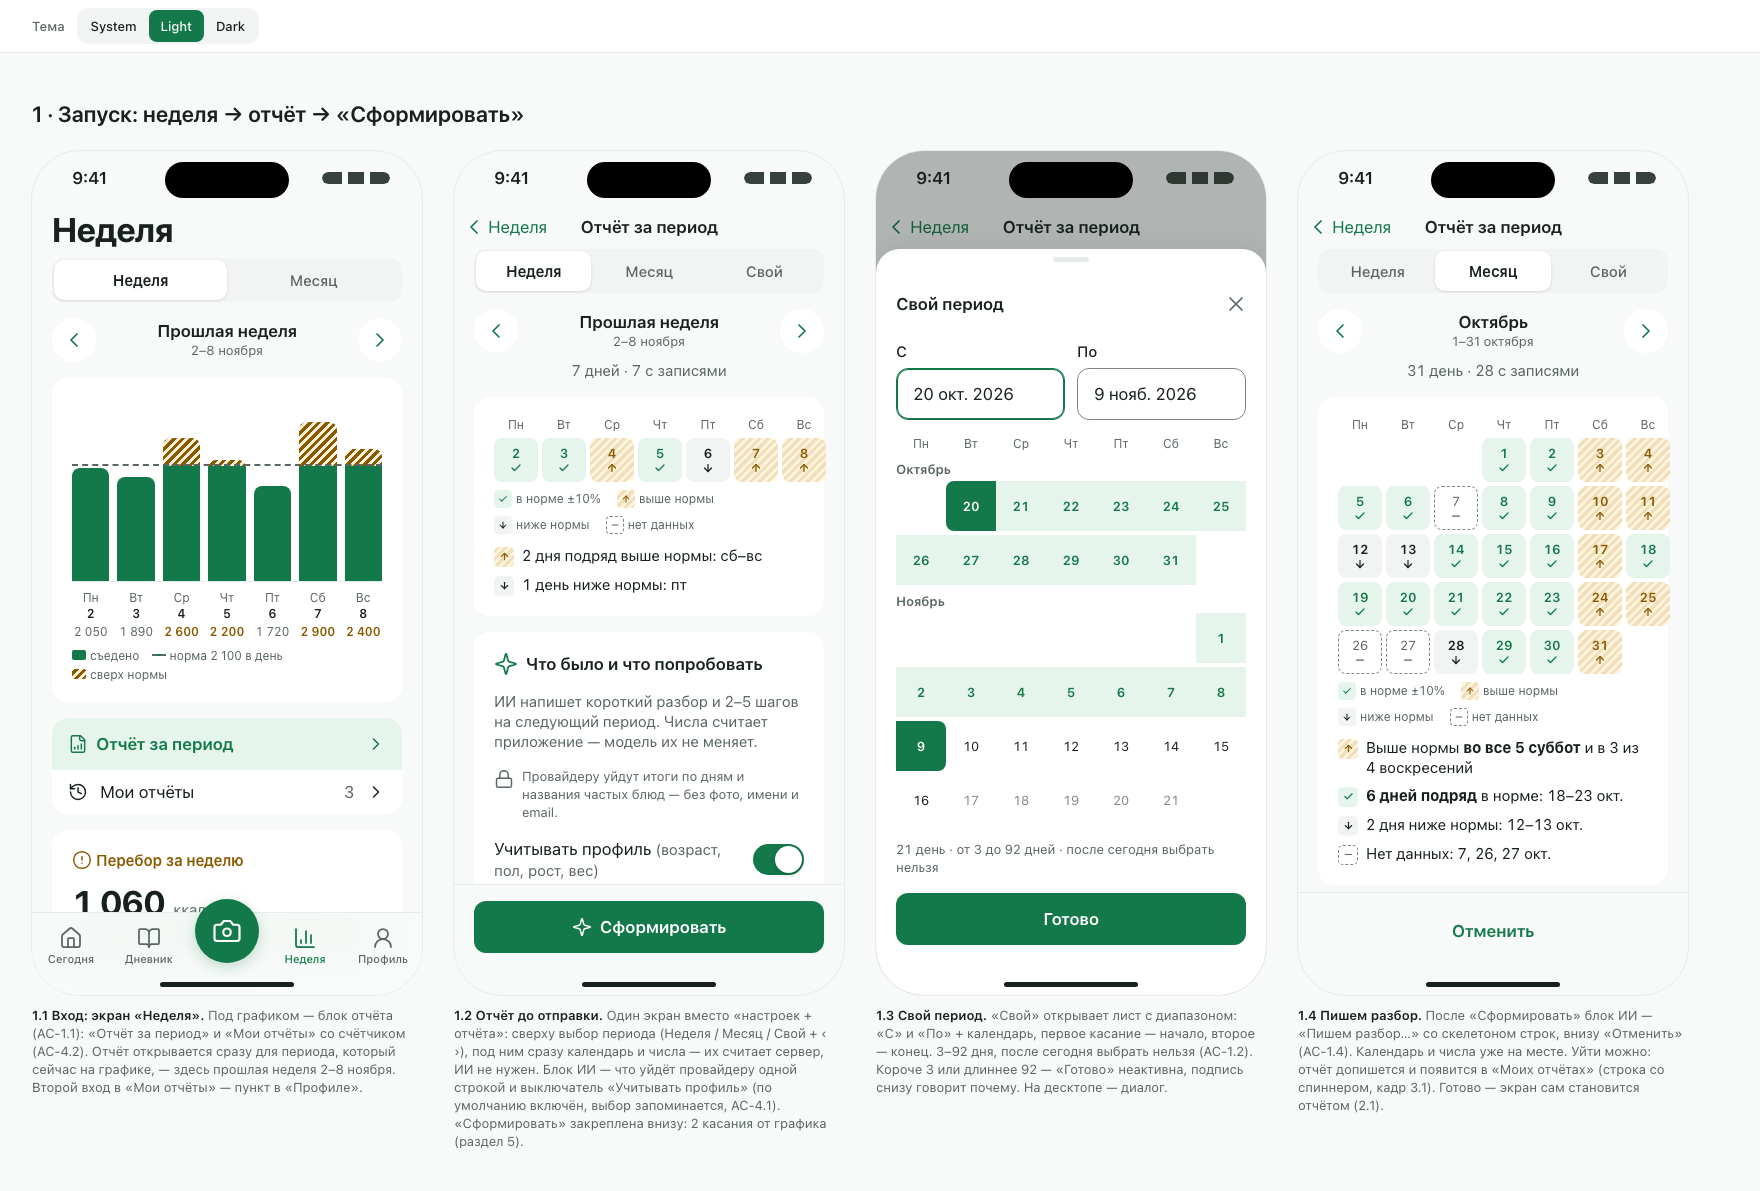 Тема System Light Dark
1 · Запуск: неделя → отчёт → «Сформировать»
9:41
Неделя
Неделя Месяц
Прошлая неделя
2–8 ноября
Пн Вт Ср Чт Пт Сб Вс
2 3 4 5 6 7 8
2 050 1 890 2 600 2 200 1 720 2 900 2 400
съедено норма 2 100 в день
сверх нормы
Отчёт за период
Мои отчёты 3
Перебор за неделю
1 060 ккал
Сегодня Дневник Неделя Профиль
1.1 Вход: экран «Неделя». Под графиком — блок отчёта
(АС-1.1): «Отчёт за период» и «Мои отчёты» со счётчиком
(АС-4.2). Отчёт открывается сразу для периода, который
сейчас на графике, — здесь прошлая неделя 2–8 ноября.
Второй вход в «Мои отчёты» — пункт в «Профиле».
9:41
Неделя Отчёт за период
Неделя Месяц Свой
Прошлая неделя
2–8 ноября
7 дней · 7 с записями
Пн Вт Ср Чт Пт Сб Вс
2 3 4 5 6 7 8
✓ ✓ ↑ ✓ ↓ ↑ ↑
✓ в норме ±10% ↑ выше нормы
↓ ниже нормы – нет данных
↑ 2 дня подряд выше нормы: сб–вс
↓ 1 день ниже нормы: пт
Что было и что попробовать
ИИ напишет короткий разбор и 2–5 шагов
на следующий период. Числа считает
приложение — модель их не меняет.
Провайдеру уйдут итоги по дням и
названия частых блюд — без фото, имени и
email.
Учитывать профиль (возраст,
пол, рост, вес)
Сформировать
1.2 Отчёт до отправки. Один экран вместо «настроек +
отчёта»: сверху выбор периода (Неделя / Месяц / Свой + ‹
›), под ним сразу календарь и числа — их считает сервер,
ИИ не нужен. Блок ИИ — что уйдёт провайдеру одной
строкой и выключатель «Учитывать профиль» (по
умолчанию включён, выбор запоминается, АС-4.1).
«Сформировать» закреплена внизу: 2 касания от графика
(раздел 5).
9:41
Неделя Отчёт за период
Свой период
С По
20 окт. 2026 9 нояб. 2026
Пн Вт Ср Чт Пт Сб Вс
Октябрь
20 21 22 23 24 25
26 27 28 29 30 31
Ноябрь
1
2 3 4 5 6 7 8
9 10 11 12 13 14 15
16 17 18 19 20 21
21 день · от 3 до 92 дней · после сегодня выбрать
нельзя
Готово
1.3 Свой период. «Свой» открывает лист с диапазоном:
«С» и «По» + календарь, первое касание — начало, второе
— конец. 3–92 дня, после сегодня выбрать нельзя (АС-1.2).
Короче 3 или длиннее 92 — «Готово» неактивна, подпись
снизу говорит почему. На десктопе — диалог.
9:41
Неделя Отчёт за период
Неделя Месяц Свой
Октябрь
1–31 октября
31 день · 28 с записями
Пн Вт Ср Чт Пт Сб Вс
1 2 3 4
✓ ✓ ↑ ↑
5 6 7 8 9 10 11
✓ ✓ – ✓ ✓ ↑ ↑
12 13 14 15 16 17 18
↓ ↓ ✓ ✓ ✓ ↑ ✓
19 20 21 22 23 24 25
✓ ✓ ✓ ✓ ✓ ↑ ↑
26 27 28 29 30 31
– – ↓ ✓ ✓ ↑
✓ в норме ±10% ↑ выше нормы
↓ ниже нормы – нет данных
↑ Выше нормы во все 5 суббот и в 3 из
4 воскресений
✓ 6 дней подряд в норме: 18–23 окт.
↓ 2 дня ниже нормы: 12–13 окт.
– Нет данных: 7, 26, 27 окт.
Отменить
1.4 Пишем разбор. После «Сформировать» блок ИИ —
«Пишем разбор…» со скелетоном строк, внизу «Отменить»
(АС-1.4). Календарь и числа уже на месте. Уйти можно:
отчёт допишется и появится в «Моих отчётах» (строка со
спиннером, кадр 3.1). Готово — экран сам становится
отчётом (2.1).